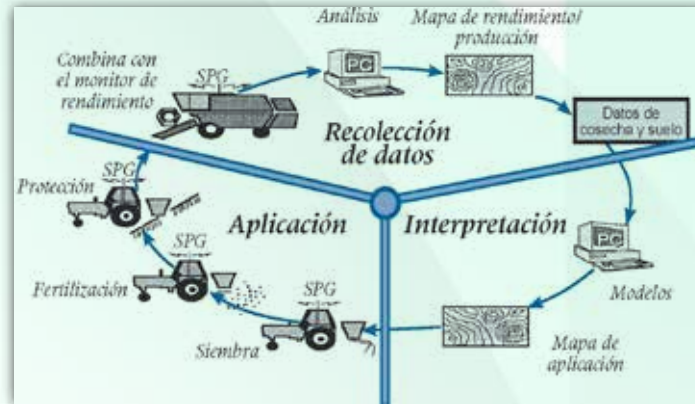 Análisis
Mapa de rendimiento/
producción
Combina con
el monitor de
rendimiento
SPG
PC
Datos de
cosecha y suelo
Recolección
de datos
Protección
SPG
Aplicación
Interpretación
SPG
PC
Fertilización
SPG
Modelos
Siembra
Mapa de
aplicación